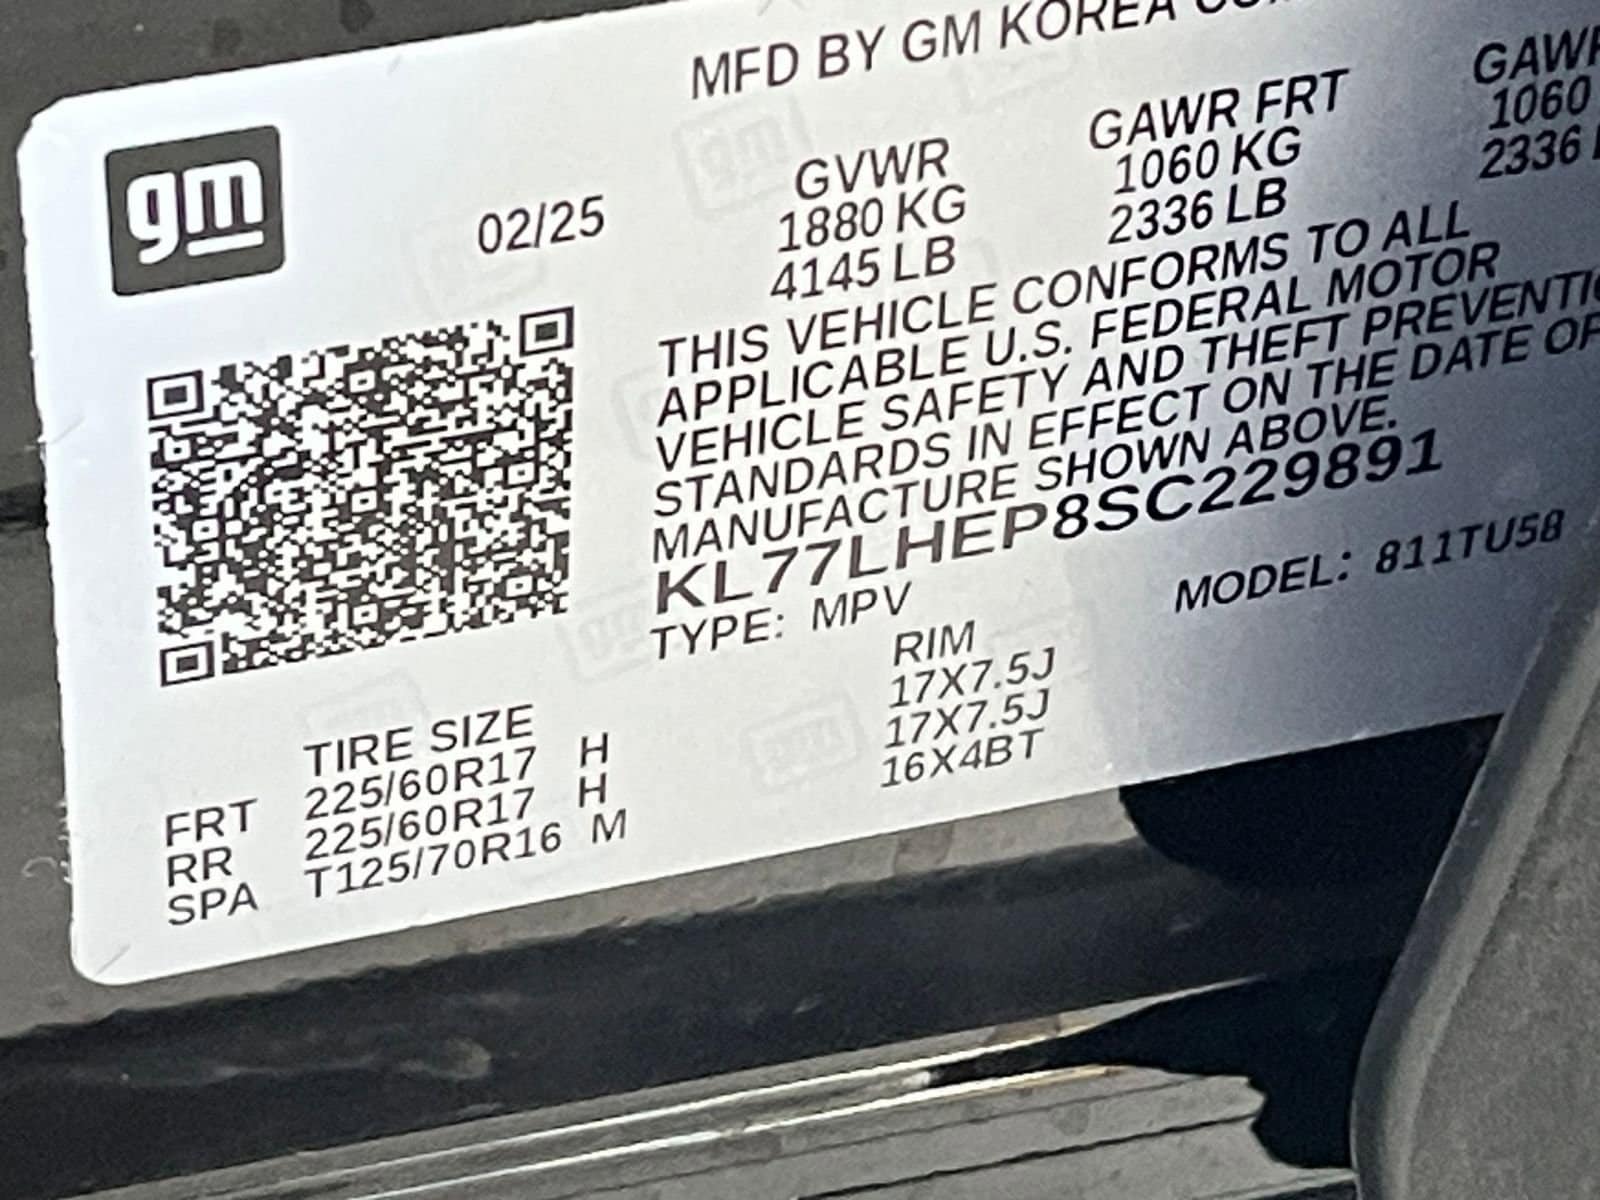 MFD BY GM KOREA
gm
02/25
GVWR
1880 KG
4145 LB
GAWR FRT
1060 KG
2336 LB
GAWR
1060
2336
THIS VEHICLE CONFORMS TO ALL
APPLICABLE U.S. FEDERAL MOTOR
VEHICLE SAFETY AND THEFT PREVENTIO
STANDARDS IN EFFECT ON THE DATE OF
MANUFACTURE SHOWN ABOVE.
KL77LHEP8SC229891
TYPE: MPV
MODEL: 811TU58
TIRE SIZE RIM
FRT 225/60R17 H 17X7.5J
RR 225/60R17 H 17X7.5J
SPA T125/70R16 M 16X4BT